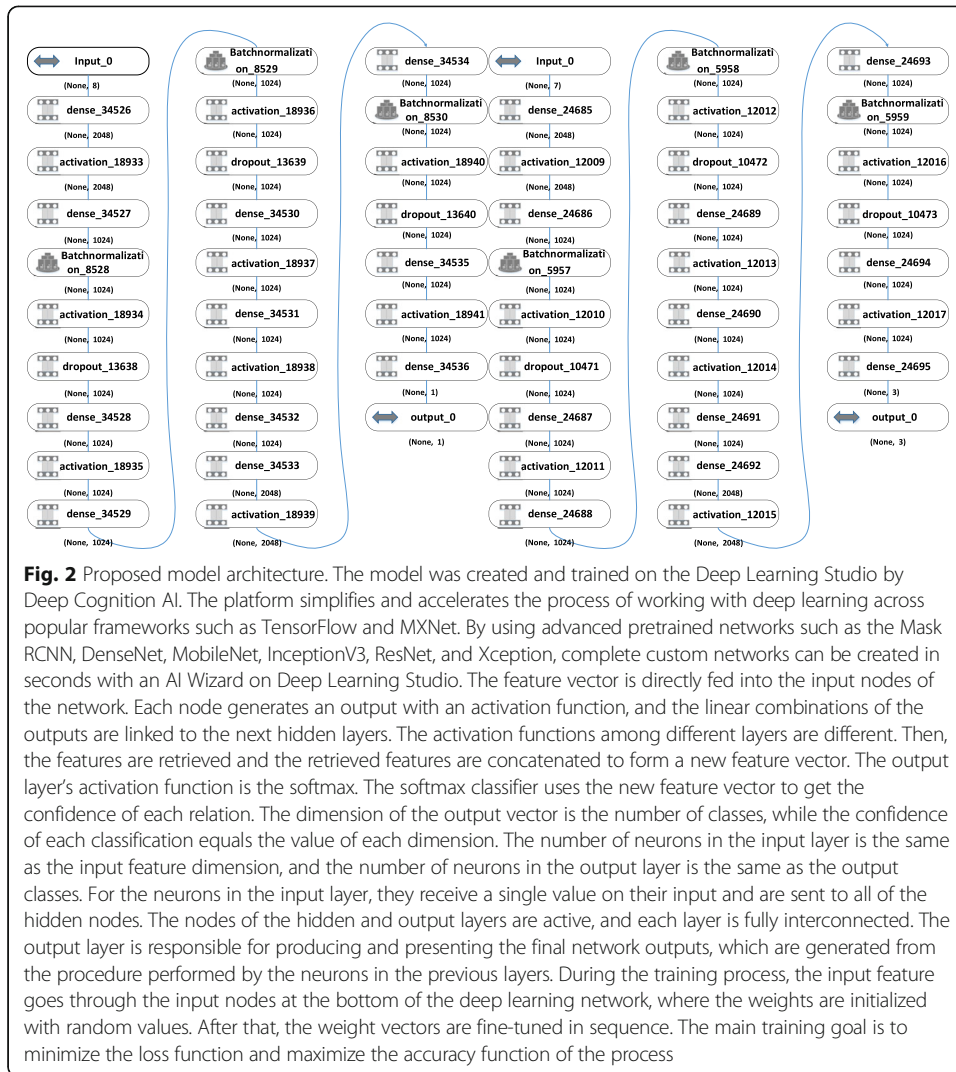 Input_0
(None, 8)
dense_34526
(None, 2048)
activation_18933
(None, 2048)
dense_34527
(None, 1024)
Batchnormalizati
on_8528
(None, 1024)
activation_18934
(None, 1024)
dropout_13638
(None, 1024)
dense_34528
(None, 1024)
activation_18935
(None, 1024)
dense_34529
(None, 1024)
Batchnormalizati
on_8529
(None, 1024)
activation_18936
(None, 1024)
dropout_13639
(None, 1024)
dense_34530
(None, 1024)
activation_18937
(None, 1024)
dense_34531
(None, 1024)
activation_18938
(None, 1024)
dense_34532
(None, 1024)
dense_34533
(None, 2048)
activation_18939
(None, 2048)
dense_34534
(None, 1024)
Batchnormalizati
on_8530
(None, 1024)
activation_18940
(None, 1024)
dropout_13640
(None, 1024)
dense_34535
(None, 1024)
activation_18941
(None, 1024)
dense_34536
(None, 1)
output_0
(None, 1)
Input_0
(None, 7)
dense_24685
(None, 2048)
activation_12009
(None, 2048)
dense_24686
(None, 1024)
Batchnormalizati
on_5957
(None, 1024)
activation_12010
(None, 1024)
dropout_10471
(None, 1024)
dense_24687
(None, 1024)
activation_12011
(None, 1024)
dense_24688
(None, 1024)
Batchnormalizati
on_5958
(None, 1024)
activation_12012
(None, 1024)
dropout_10472
(None, 1024)
dense_24689
(None, 1024)
activation_12013
(None, 1024)
dense_24690
(None, 1024)
activation_12014
(None, 1024)
dense_24691
(None, 1024)
dense_24692
(None, 2048)
activation_12015
(None, 2048)
dense_24693
(None, 1024)
Batchnormalizati
on_5959
(None, 1024)
activation_12016
(None, 1024)
dropout_10473
(None, 1024)
dense_24694
(None, 1024)
activation_12017
(None, 1024)
dense_24695
(None, 3)
output_0
(None, 3)
Fig. 2 Proposed model architecture. The model was created and trained on the Deep Learning Studio by
Deep Cognition AI. The platform simplifies and accelerates the process of working with deep learning across
popular frameworks such as TensorFlow and MXNet. By using advanced pretrained networks such as the Mask
RCNN, DenseNet, MobileNet, InceptionV3, ResNet, and Xception, complete custom networks can be created in
seconds with an AI Wizard on Deep Learning Studio. The feature vector is directly fed into the input nodes of
the network. Each node generates an output with an activation function, and the linear combinations of the
outputs are linked to the next hidden layers. The activation functions among different layers are different. Then,
the features are retrieved and the retrieved features are concatenated to form a new feature vector. The output
layer's activation function is the softmax. The softmax classifier uses the new feature vector to get the
confidence of each relation. The dimension of the output vector is the number of classes, while the confidence
of each classification equals the value of each dimension. The number of neurons in the input layer is the same
as the input feature dimension, and the number of neurons in the output layer is the same as the output
classes. For the neurons in the input layer, they receive a single value on their input and are sent to all of the
hidden nodes. The nodes of the hidden and output layers are active, and each layer is fully interconnected. The
output layer is responsible for producing and presenting the final network outputs, which are generated from
the procedure performed by the neurons in the previous layers. During the training process, the input feature
goes through the input nodes at the bottom of the deep learning network, where the weights are initialized
with random values. After that, the weight vectors are fine-tuned in sequence. The main training goal is to
minimize the loss function and maximize the accuracy function of the process